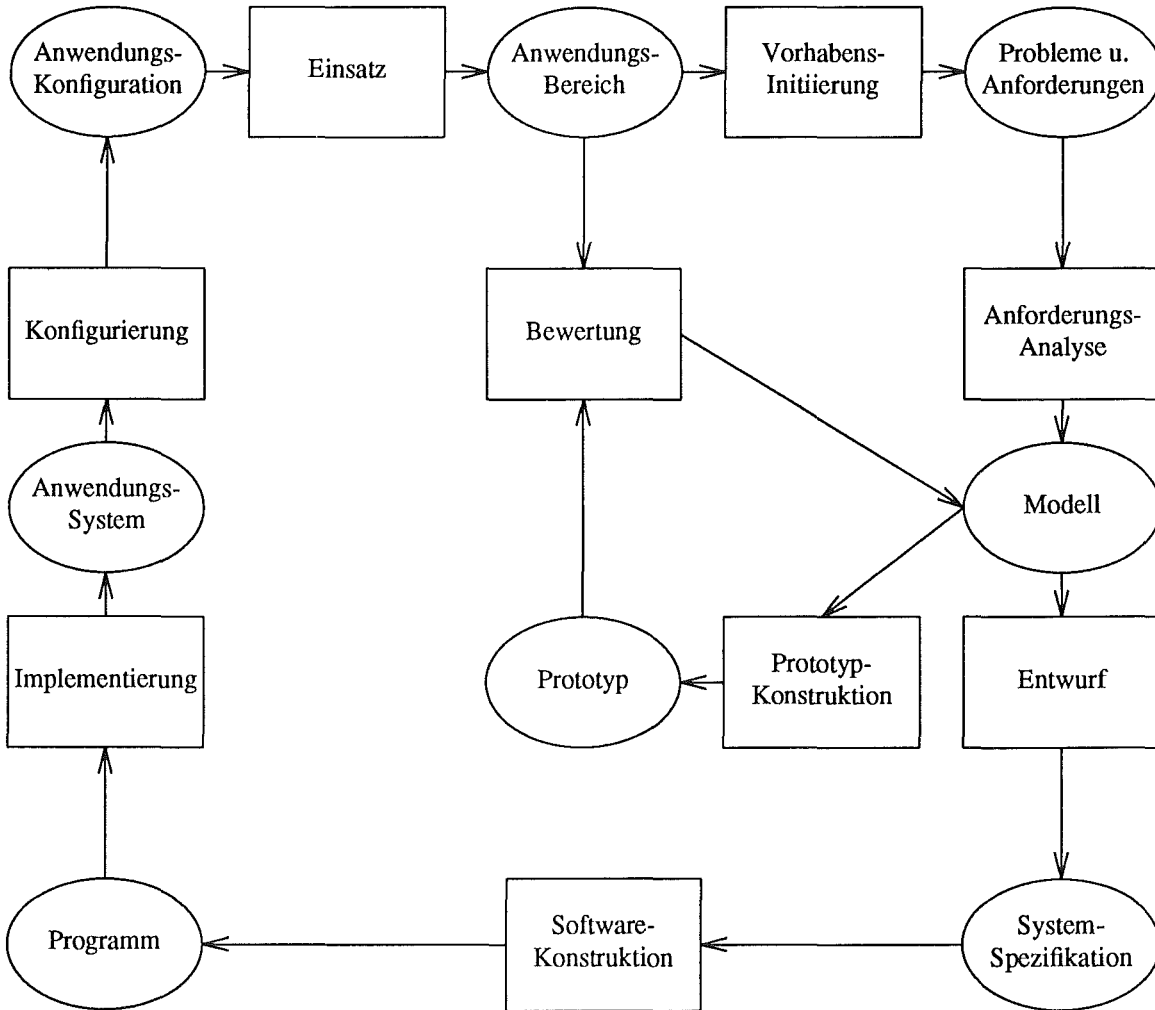 Anwendungs-
Konfiguration
Einsatz
Anwendungs-
Bereich
Vorhabens-
Initiierung
Probleme u.
Anforderungen
Konfigurierung
Bewertung
Anforderungs-
Analyse
Anwendungs-
System
Modell
Implementierung
Prototyp
Prototyp-
Konstruktion
Entwurf
Programm
Software-
Konstruktion
System-
Spezifikation